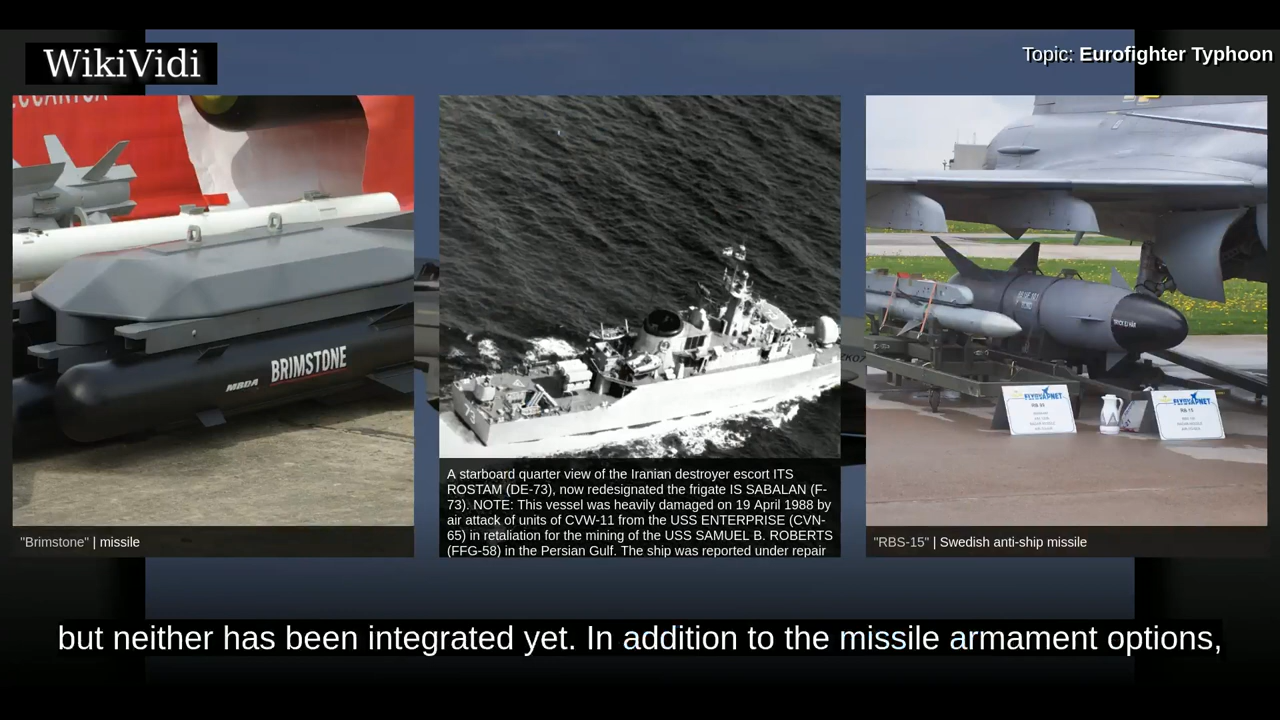 WikiVidi
Topic: Eurofighter Typhoon
MBDA BRIMSTONE
FLYGVAPNET
FLYGVAPNET
RB 15
"Brimstone" | missile
A starboard quarter view of the Iranian destroyer escort ITS
ROSTAM (DE-73), now redesignated the frigate IS SABALAN (F-
73). NOTE: This vessel was heavily damaged on 19 April 1988 by
air attack of units of CVW-11 from the USS ENTERPRISE (CVN-
65) in retaliation for the mining of the USS SAMUEL B. ROBERTS
(FFG-58) in the Persian Gulf. The ship was reported under repair
"RBS-15" | Swedish anti-ship missile
but neither has been integrated yet. In addition to the missile armament options,